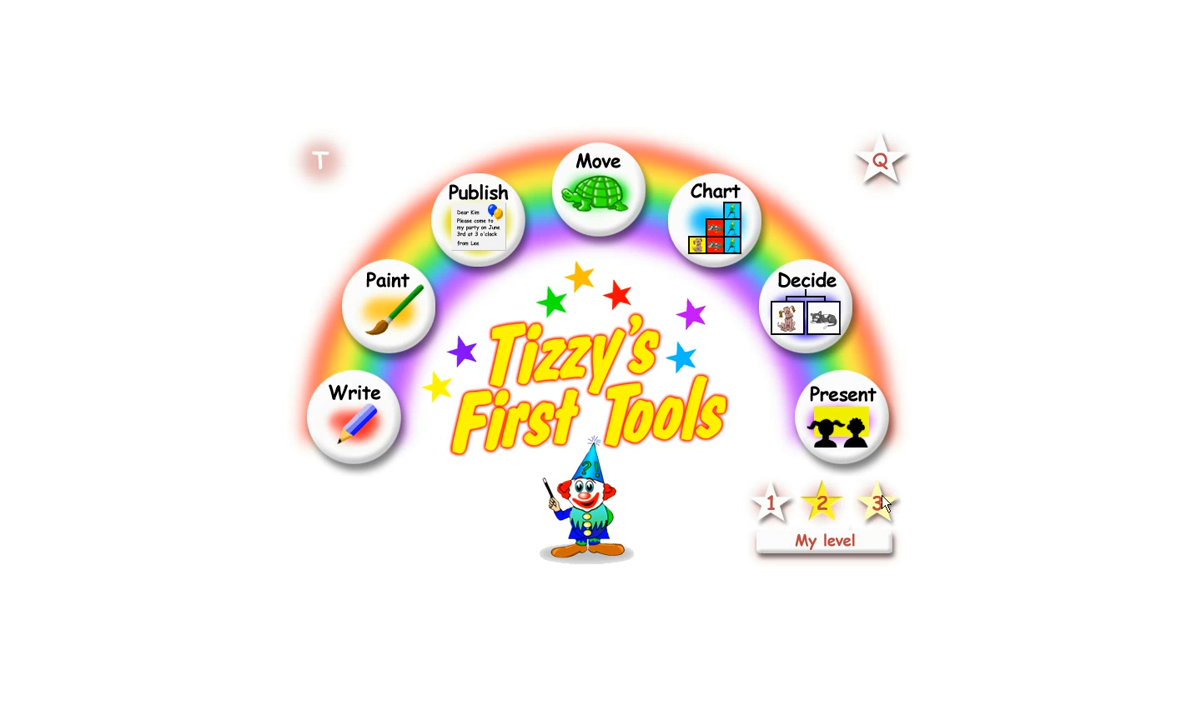 T
Q
Move
Publish
Dear Kim
Please come to
my party on June
3rd at 3 o'clock
from Lee
Chart
Paint
Decide
Write
Present
Tizzy's
First Tools
?!
1 2 3
My level